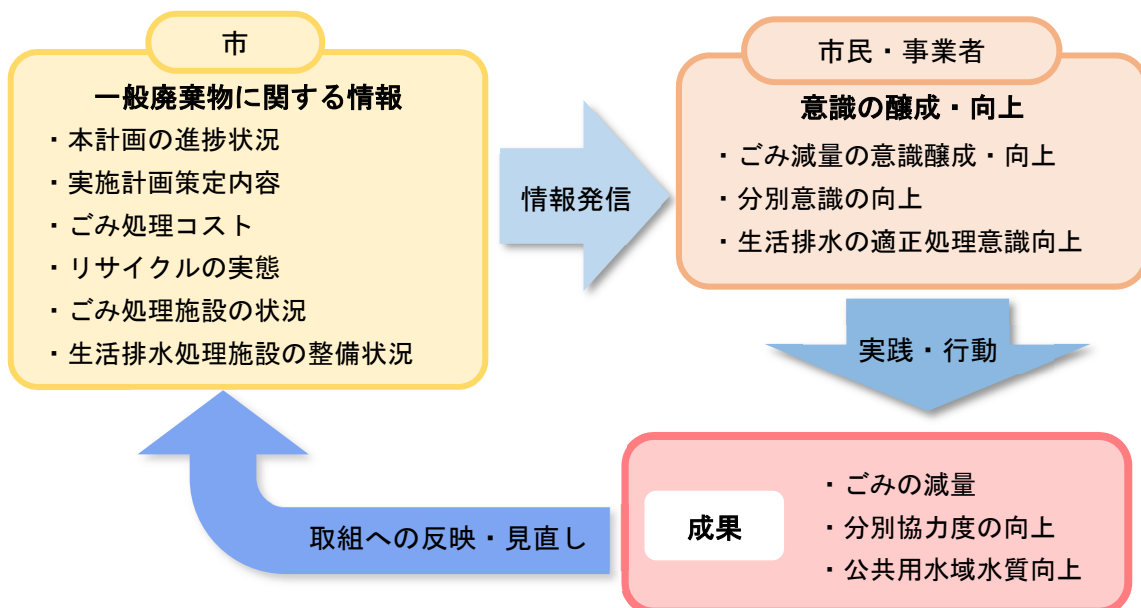 市
一般廃棄物に関する情報
・本計画の進捗状況
・実施計画策定内容
・ごみ処理コスト
・リサイクルの実態
・ごみ処理施設の状況
・生活排水処理施設の整備状況
情報発信
市民・事業者
意識の醸成・向上
・ごみ減量の意識醸成・向上
・分別意識の向上
・生活排水の適正処理意識向上
実践・行動
成果
・ごみの減量
・分別協力度の向上
・公共用水域水質向上
取組への反映・見直し